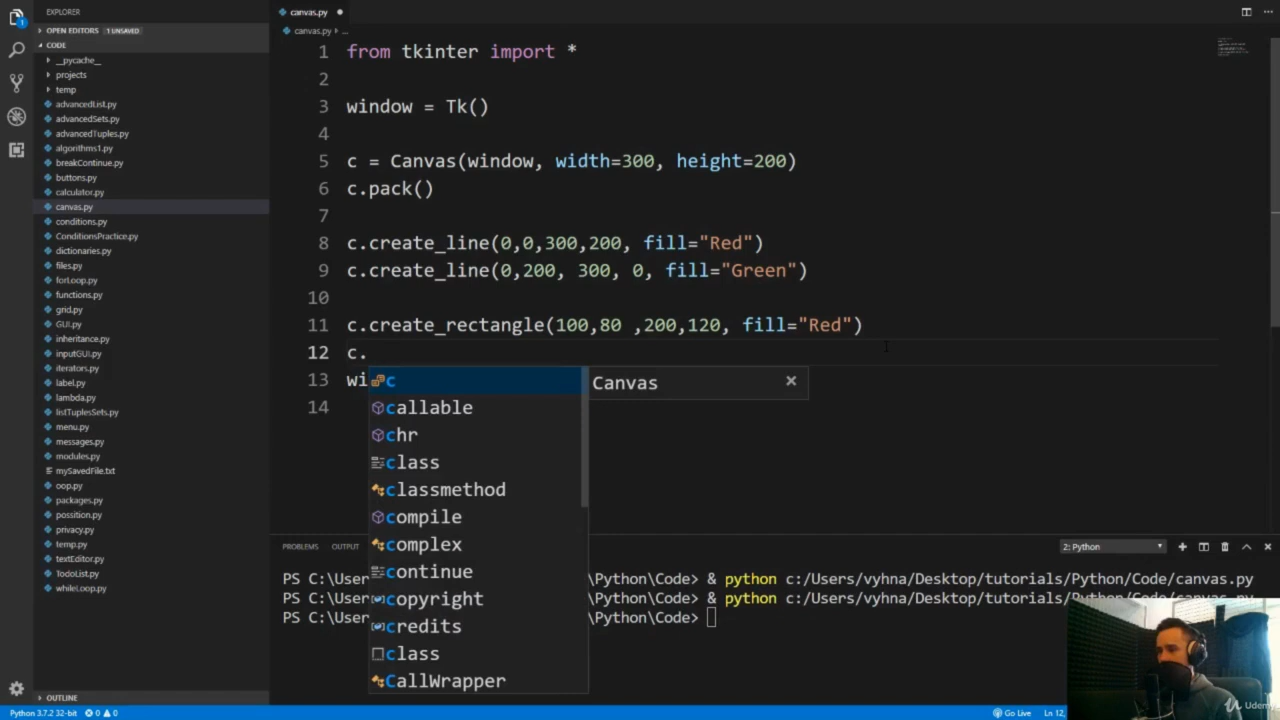 EXPLORER
OPEN EDITORS 1 UNSAVED
CODE
__pycache__
projects
temp
advancedList.py
advancedSets.py
advancedTuples.py
algorithms1.py
breakContinue.py
buttons.py
calculator.py
canvas.py
conditions.py
ConditionsPractice.py
dictionaries.py
files.py
forLoop.py
functions.py
grid.py
GUI.py
inheritance.py
inputGUI.py
iterators.py
label.py
lambda.py
listTuplesSets.py
menu.py
messages.py
modules.py
mySavedFile.txt
oop.py
packages.py
possition.py
privacy.py
temp.py
textEditor.py
TodoList.py
whileLoop.py
OUTLINE
canvas.py
canvas.py ...
1 from tkinter import *
2
3 window = Tk()
4
5 c = Canvas(window, width=300, height=200)
6 c.pack()
7
8 c.create_line(0,0,300,200, fill="Red")
9 c.create_line(0,200, 300, 0, fill="Green")
10
11 c.create_rectangle(100,80 ,200,120, fill="Red")
12 c.
13 wi
14
c
callable
chr
class
classmethod
compile
complex
continue
copyright
credits
class
CallWrapper
Canvas
PROBLEMS OUTPUT
2: Python
PS C:\User \Python\Code> & python c:/Users/vyhna/Desktop/tutorials/Python/Code/canvas.py
PS C:\User \Python\Code> & python c:/Users/vyhna/Desktop/tutorials/Python/Code/canvas.py
PS C:\User \Python\Code>
Python 3.7.2 32-bit 0 0
Go Live Ln 12,
Udemy